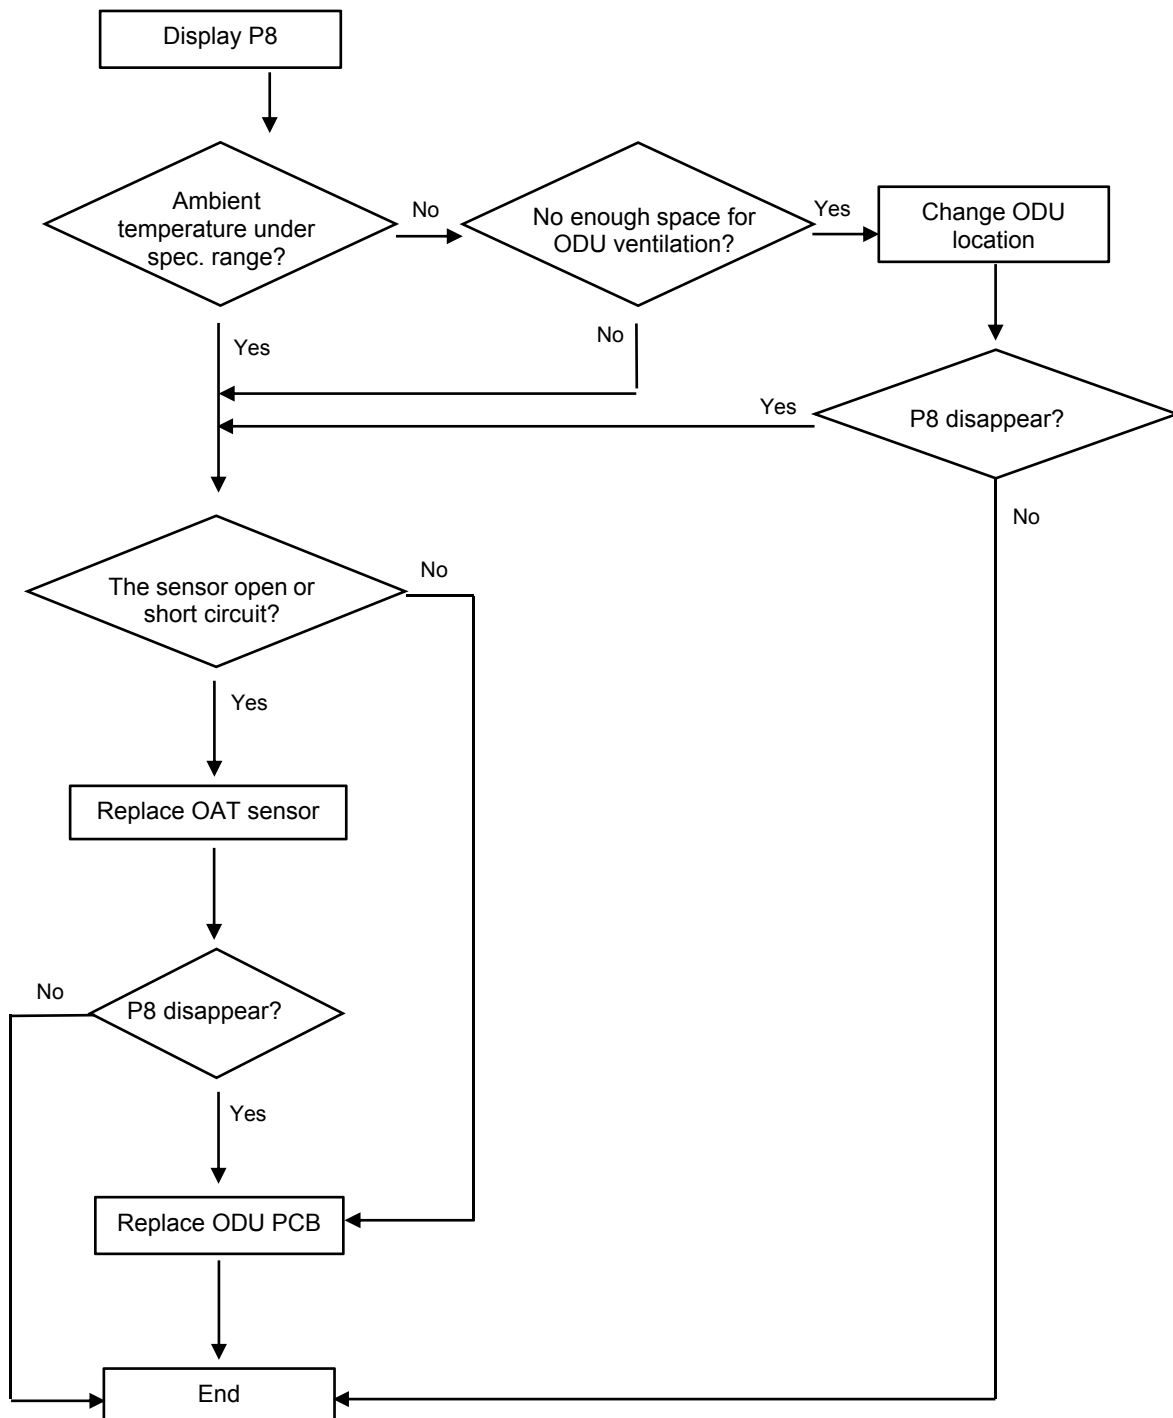 Display P8
Ambient
temperature under
spec. range?
No
No enough space for
ODU ventilation?
Yes
Change ODU
location
Yes
No
Yes
P8 disappear?
No
The sensor open or
short circuit?
No
Yes
Replace OAT sensor
No
P8 disappear?
Yes
Replace ODU PCB
End